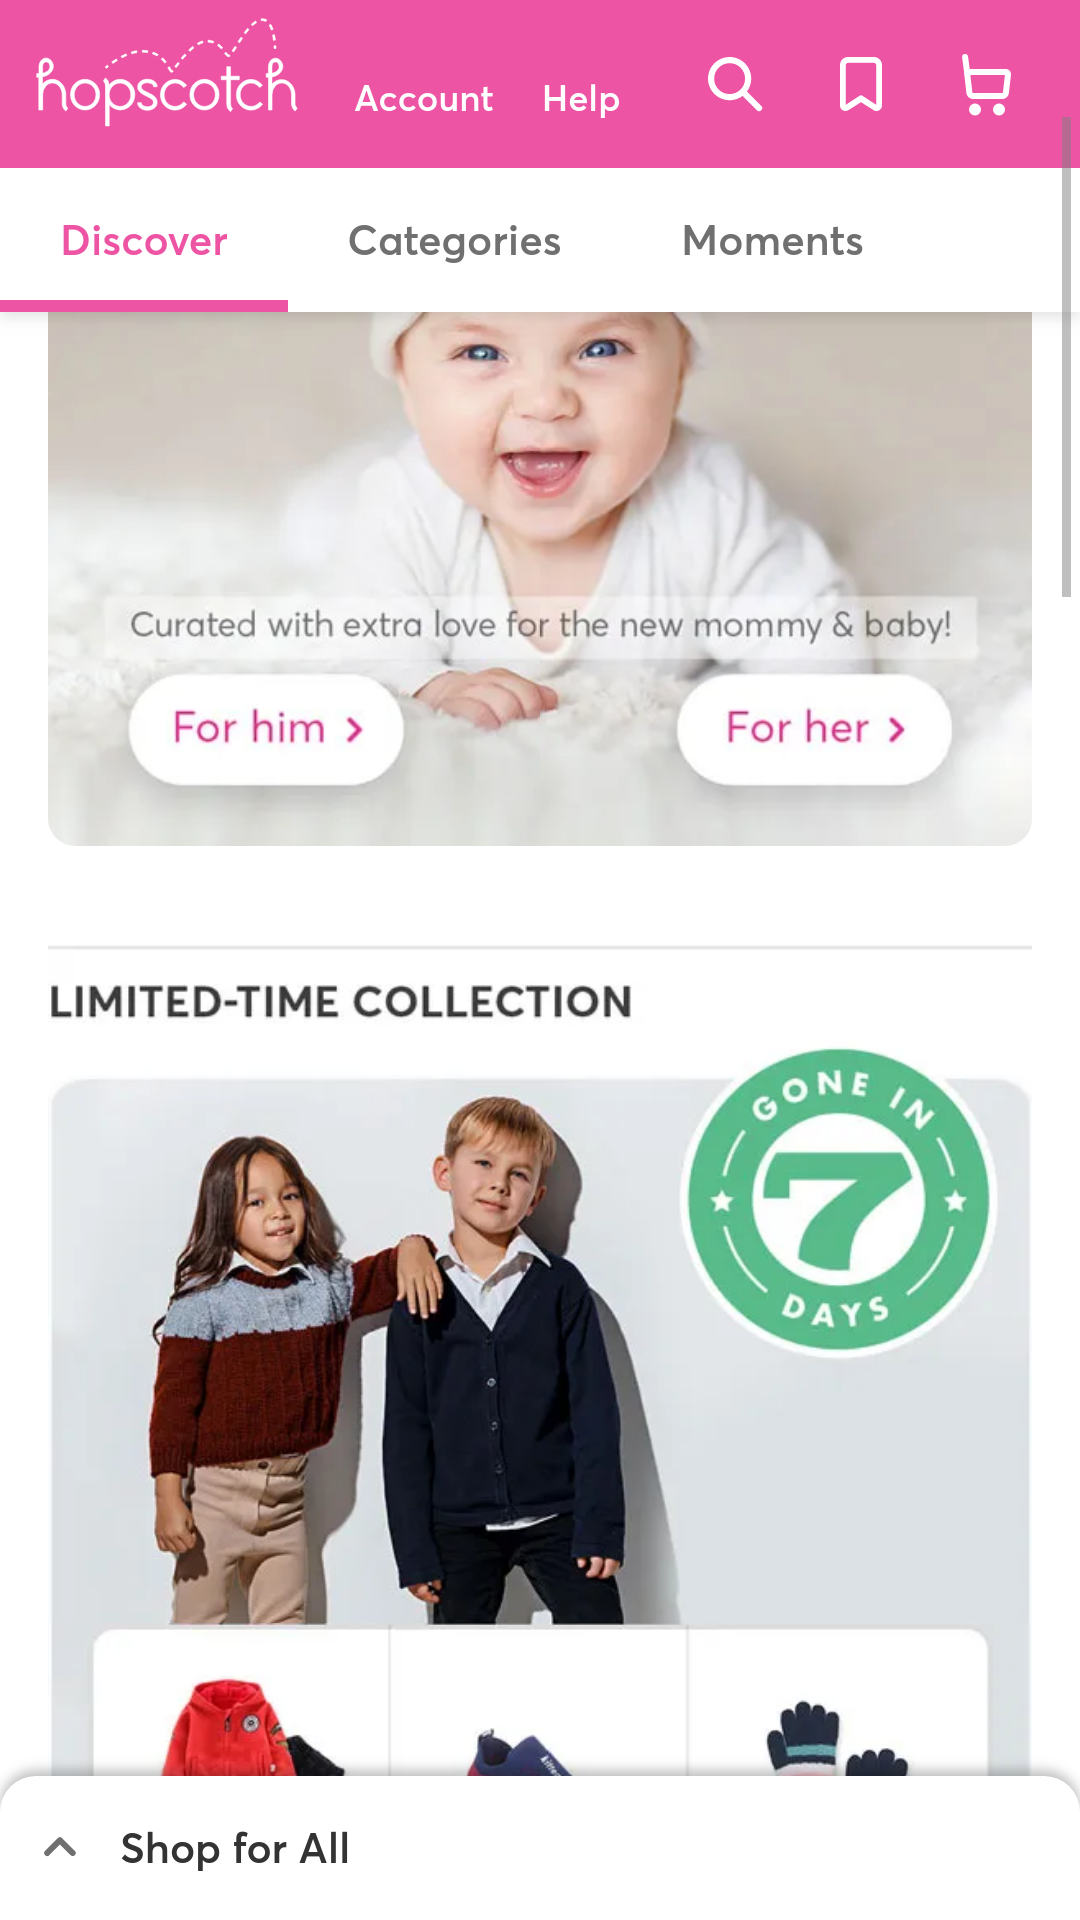 hopscotch
Account
Help
Discover
Categories
Moments
Curated with extra love for the new mommy & baby!
For him
For her
LIMITED-TIME COLLECTION
GONE IN
7
DAYS
Shop for All